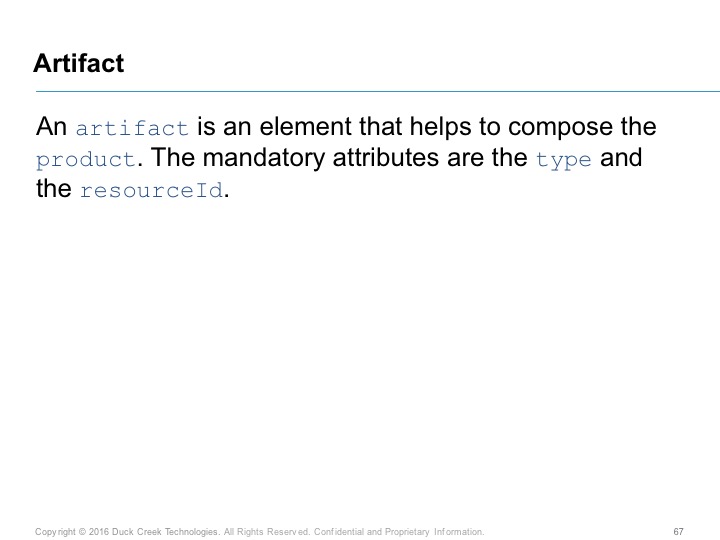 Artifact
An artifact is an element that helps to compose the
product. The mandatory attributes are the type and
the resourceId.
Copyright © 2016 Duck Creek Technologies. All Rights Reserved. Confidential and Proprietary Information. 67